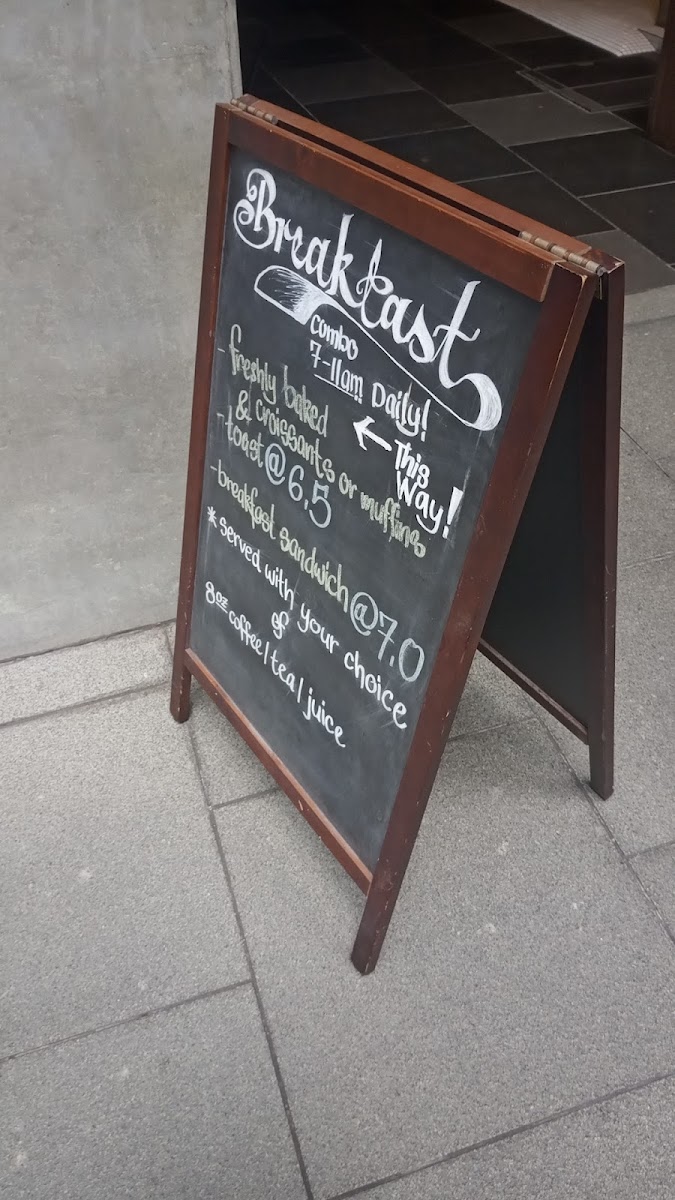 Breakfast
combo
7-11am Daily!
← This
Way!
- freshly baked
croissants or muffins
- toast & @ 6.5
- breakfast sandwich @ 7.0
* served with your choice
of
8oz coffee / tea / juice